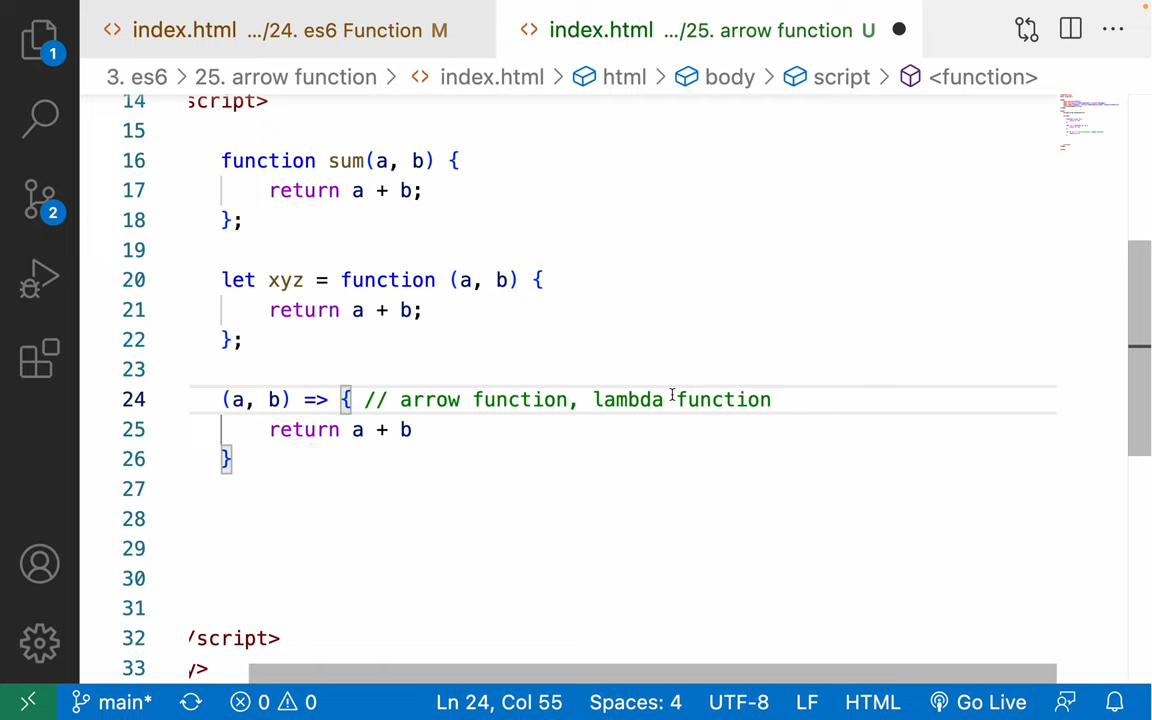 index.html .../24. es6 Function M
index.html .../25. arrow function U
3. es6 > 25. arrow function > index.html > html > body > script > <function>
14 script>
15
16 function sum(a, b) {
17 return a + b;
18 };
19
20 let xyz = function (a, b) {
21 return a + b;
22 };
23
24 (a, b) => { // arrow function, lambda function
25 return a + b
26 }
27
28
29
30
31
32 /script>
33 y>
1
2
main* 0 0 Ln 24, Col 55 Spaces: 4 UTF-8 LF HTML Go Live